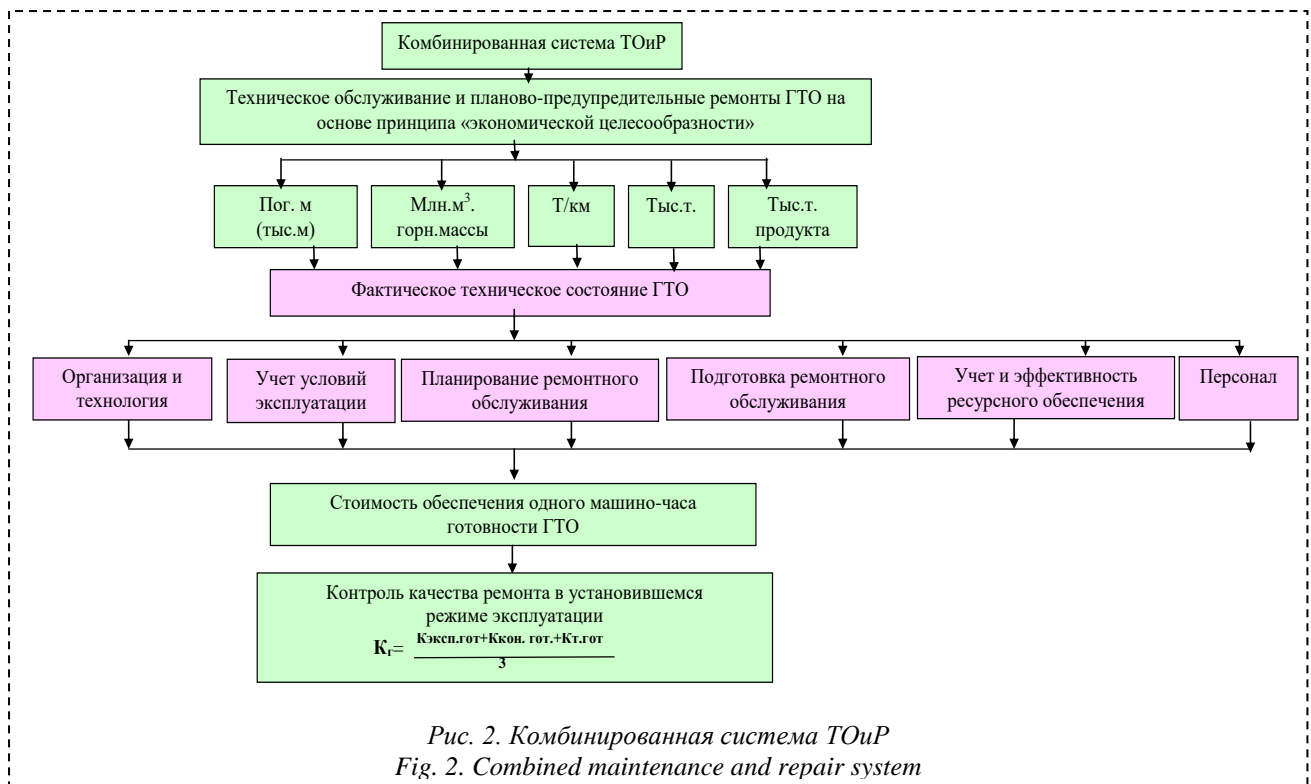 Комбинированная система ТОиР
Техническое обслуживание и планово-предупредительные ремонты ГТО на
основе принципа «экономической целесообразности»
Пог. м
(тыс.м)
Млн.м³.
горн.массы
Т/км
Тыс.т.
Тыс.т.
продукта
Фактическое техническое состояние ГТО
Организация и
технология
Учет условий
эксплуатации
Планирование ремонтного
обслуживания
Подготовка ремонтного
обслуживания
Учет и эффективность
ресурсного обеспечения
Персонал
Стоимость обеспечения одного машино-часа
готовности ГТО
Контроль качества ремонта в установившемся
режиме эксплуатации
Кг= Кэксп.гот+Ккон. гот.+Кт.гот
3
Рис. 2. Комбинированная система ТОиР
Fig. 2. Combined maintenance and repair system